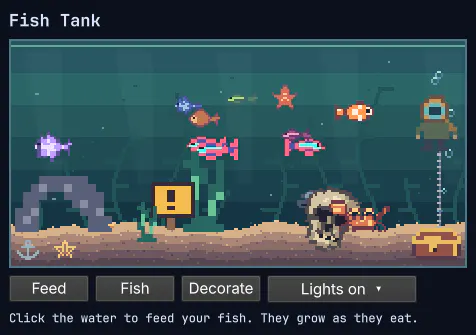 Fish Tank
!
Feed Fish Decorate Lights on
Click the water to feed your fish. They grow as they eat.